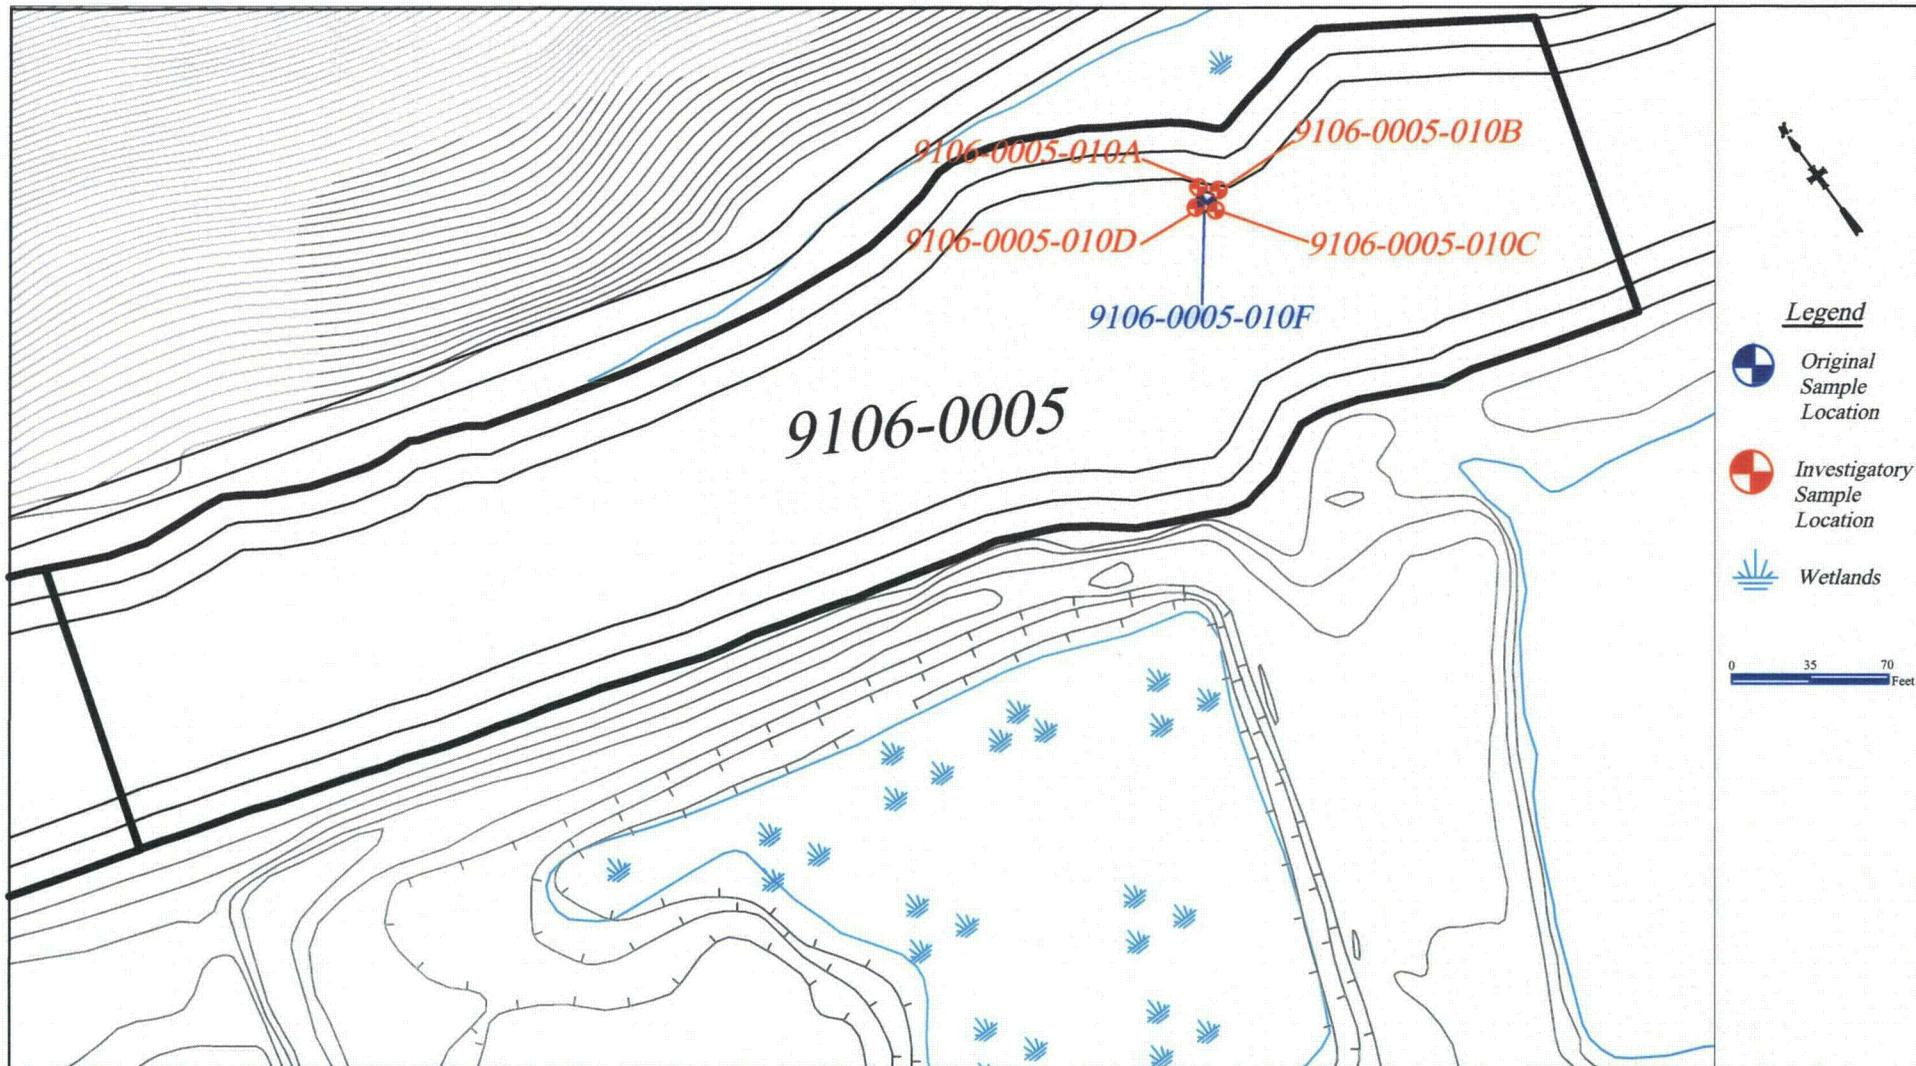 9106-0005-010A
9106-0005-010B
9106-0005-010D
9106-0005-010C
9106-0005-010F
9106-0005
Legend
Original
Sample
Location
Investigatory
Sample
Location
Wetlands
0 35 70
Feet